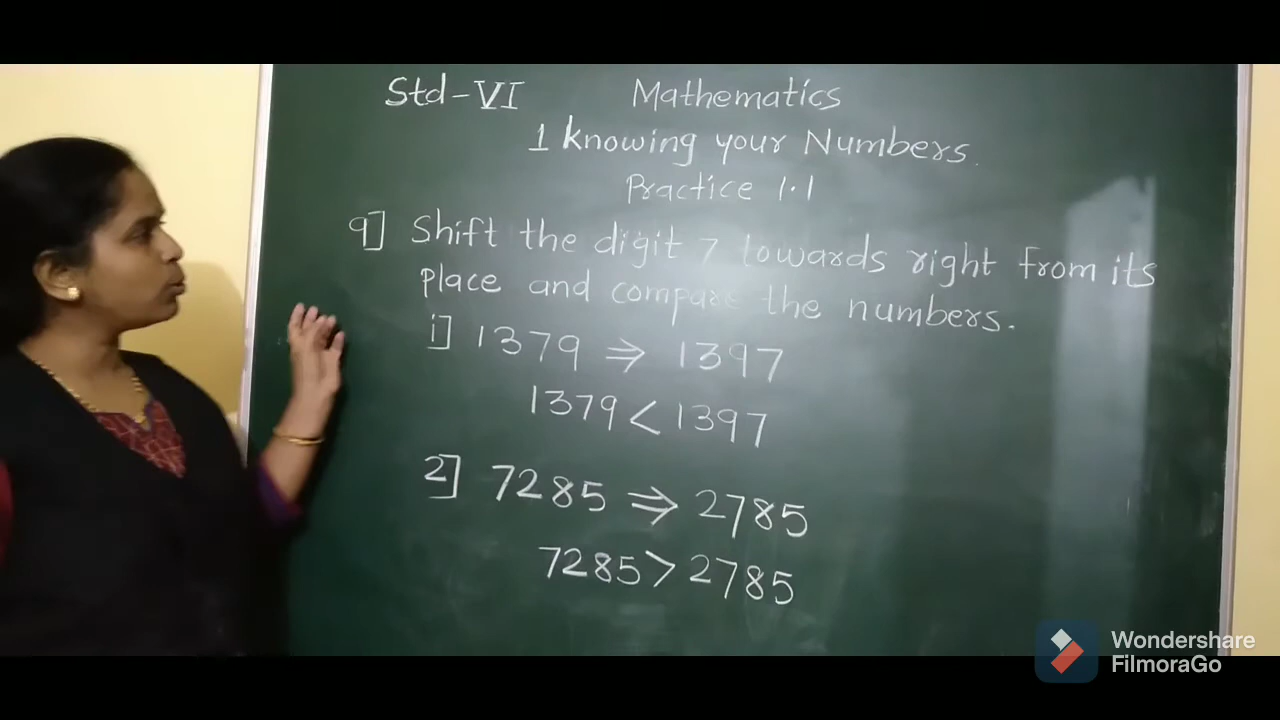 Std-VI Mathematics
1 Knowing your Numbers.
Practice 1.1
9] Shift the digit 7 towards right from its
place and compare the numbers.
i] 1379 ⇒ 1397
1379 < 1397
2] 7285 ⇒ 2785
7285 > 2785
Wondershare
FilmoraGo